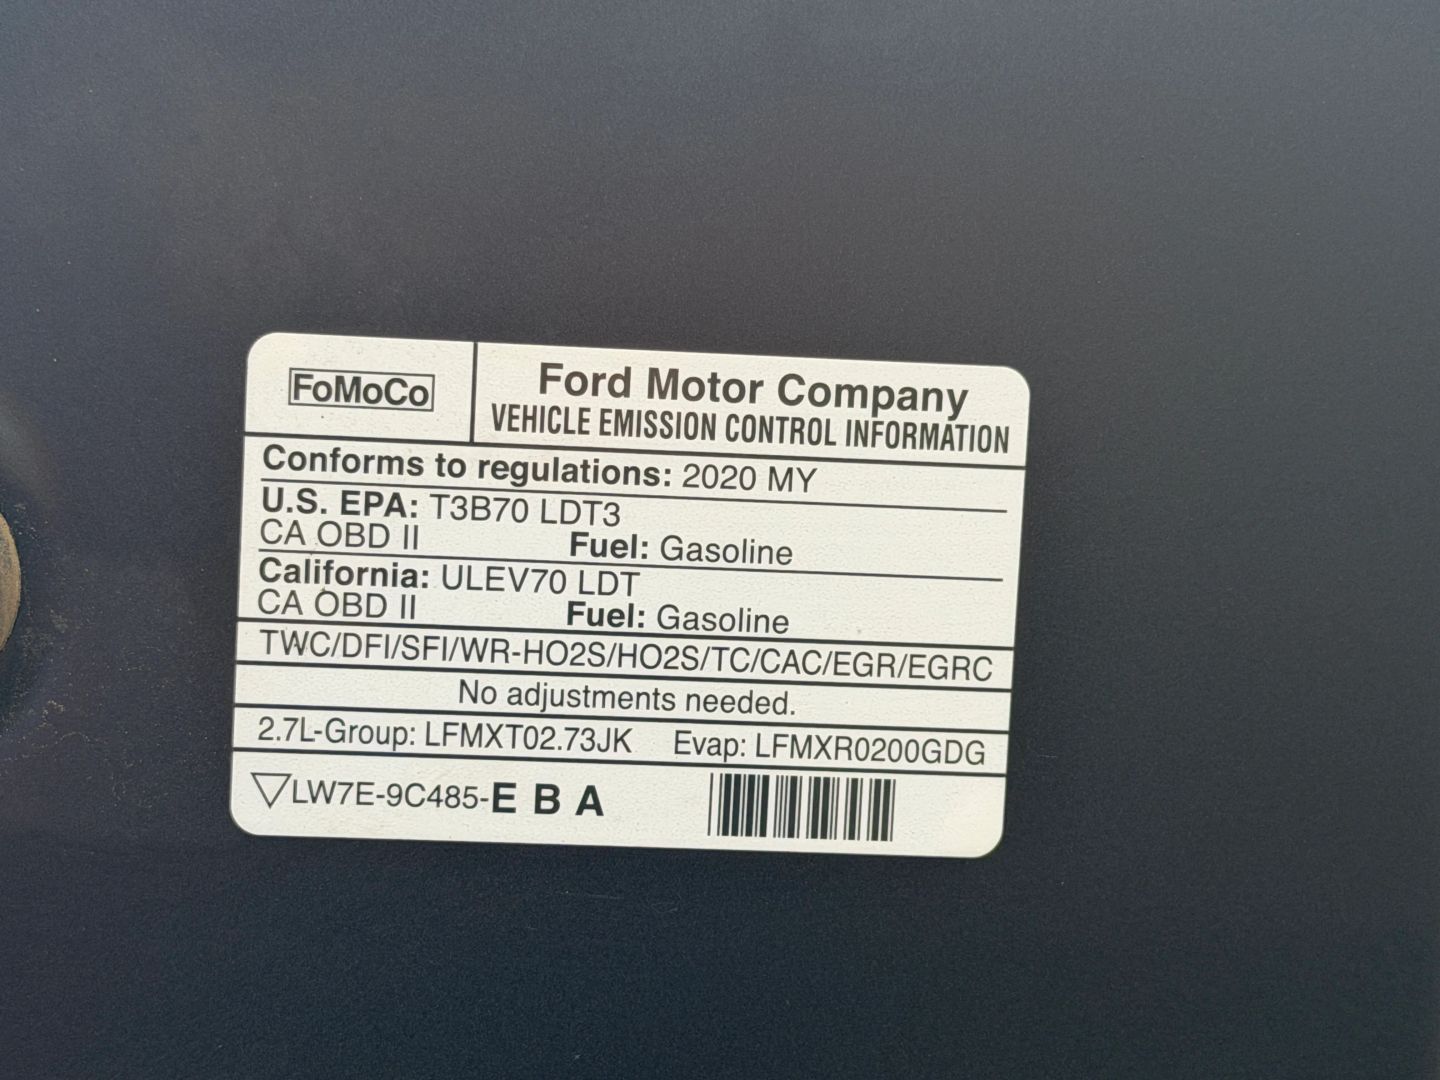 FoMoCo
Ford Motor Company
VEHICLE EMISSION CONTROL INFORMATION
Conforms to regulations: 2020 MY
U.S. EPA: T3B70 LDT3
CA OBD II Fuel: Gasoline
California: ULEV70 LDT
CA OBD II Fuel: Gasoline
TWC/DFI/SFI/WR-HO2S/HO2S/TC/CAC/EGR/EGRC
No adjustments needed.
2.7L-Group: LFMXT02.73JK Evap: LFMXR0200GDG
▽LW7E-9C485-E B A